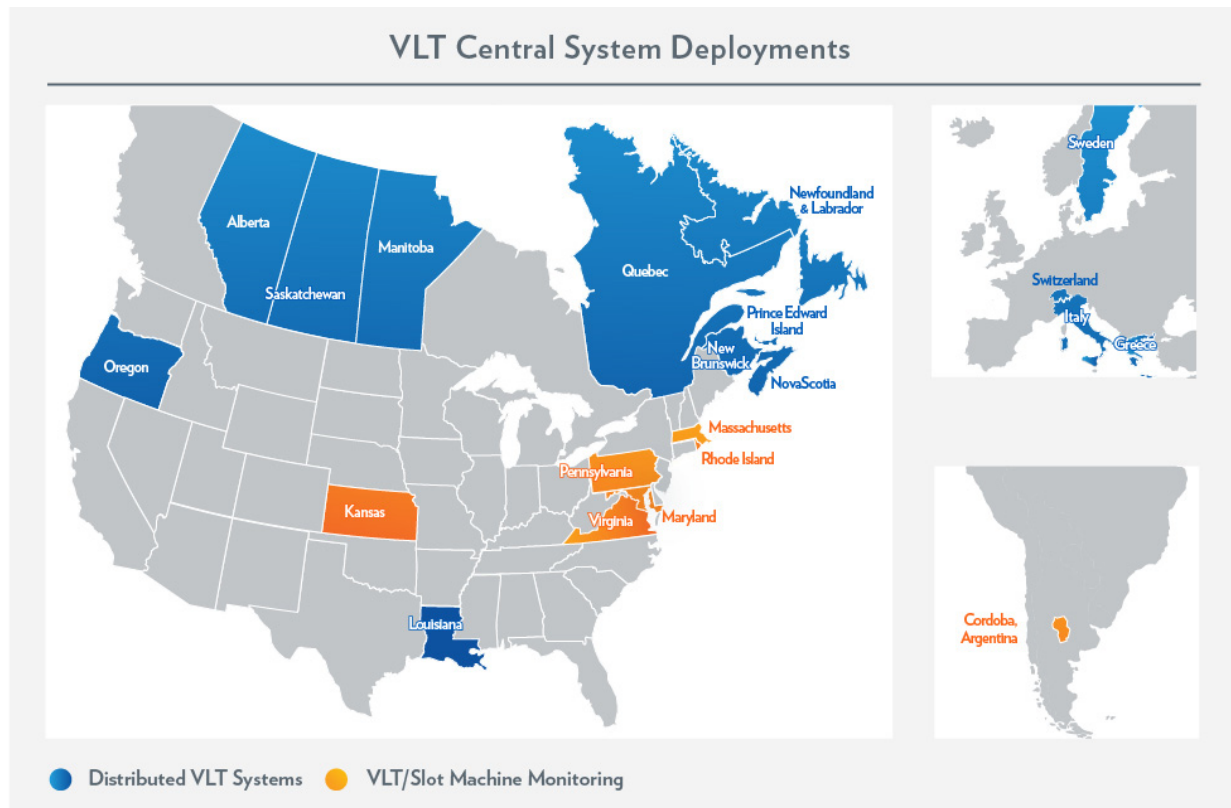 VLT Central System Deployments
Alberta
Saskatchewan
Manitoba
Quebec
Newfoundland
& Labrador
Prince Edward
Island
New
Brunswick
NovaScotia
Oregon
Massachusetts
Rhode Island
Pennsylvania
Maryland
Virginia
Kansas
Louisiana
Sweden
Switzerland
Italy
Greece
Cordoba,
Argentina
Distributed VLT Systems
VLT/Slot Machine Monitoring